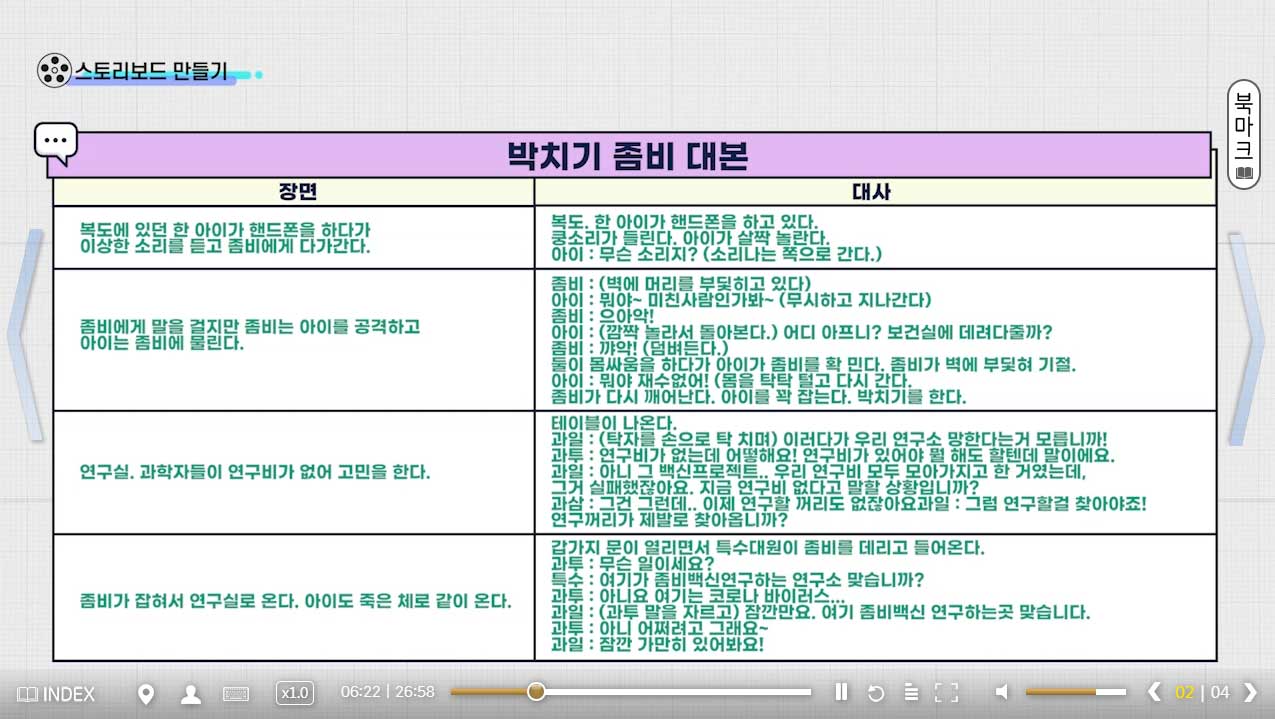 스토리보드 만들기
북마크
박치기 좀비 대본
장면
대사
복도에 있던 한 아이가 핸드폰을 하다가
이상한 소리를 듣고 좀비에게 다가간다.
복도. 한 아이가 핸드폰을 하고 있다.
쿵소리가 들린다. 아이가 살짝 놀란다.
아이 : 무슨 소리지? (소리나는 쪽으로 간다.)
좀비에게 말을 걸지만 좀비는 아이를 공격하고
아이는 좀비에 물린다.
좀비 : (벽에 머리를 부딪히고 있다)
아이 : 뭐야~ 미친사람인가봐~ (무시하고 지나간다)
좀비 : 으아악!
아이 : (깜짝 놀라서 돌아본다.) 어디 아프니? 보건실에 데려다줄까?
좀비 : 꺄악! (덤벼든다.)
둘이 몸싸움을 하다가 아이가 좀비를 확 민다. 좀비가 벽에 부딪혀 기절.
아이 : 뭐야 재수없어! (몸을 탁탁 털고 다시 간다.
좀비가 다시 깨어난다. 아이를 꽉 잡는다. 박치기를 한다.
연구실. 과학자들이 연구비가 없어 고민을 한다.
테이블이 나온다.
과일 : (탁자를 손으로 탁 치며) 이러다가 우리 연구소 망한다는거 모릅니까!
과투 : 연구비가 없는데 어떻해요! 연구비가 있어야 뭘 해도 할텐데 말이에요.
과일 : 아니 그 백신프로젝트.. 우리 연구비 모두 모아가지고 한 거였는데,
그거 실패했잖아요. 지금 연구비 없다고 말할 상황입니까?
과삼 : 그건 그런데.. 이제 연구할 꺼리도 없잖아요과일 : 그럼 연구할걸 찾아야죠!
연구꺼리가 제발로 찾아옵니까?
좀비가 잡혀서 연구실로 온다. 아이도 죽은 체로 같이 온다.
갑가지 문이 열리면서 특수대원이 좀비를 데리고 들어온다.
과투 : 무슨 일이세요?
특수 : 여기가 좀비백신연구하는 연구소 맞습니까?
과투 : 아니요 여기는 코로나 바이러스...
과일 : (과투 말을 자르고) 잠깐만요. 여기 좀비백신 연구하는곳 맞습니다.
과투 : 아니 어쩌려고 그래요~
과일 : 잠깐 가만히 있어봐요!
INDEX
x1.0
06:22 | 26:58
02 | 04